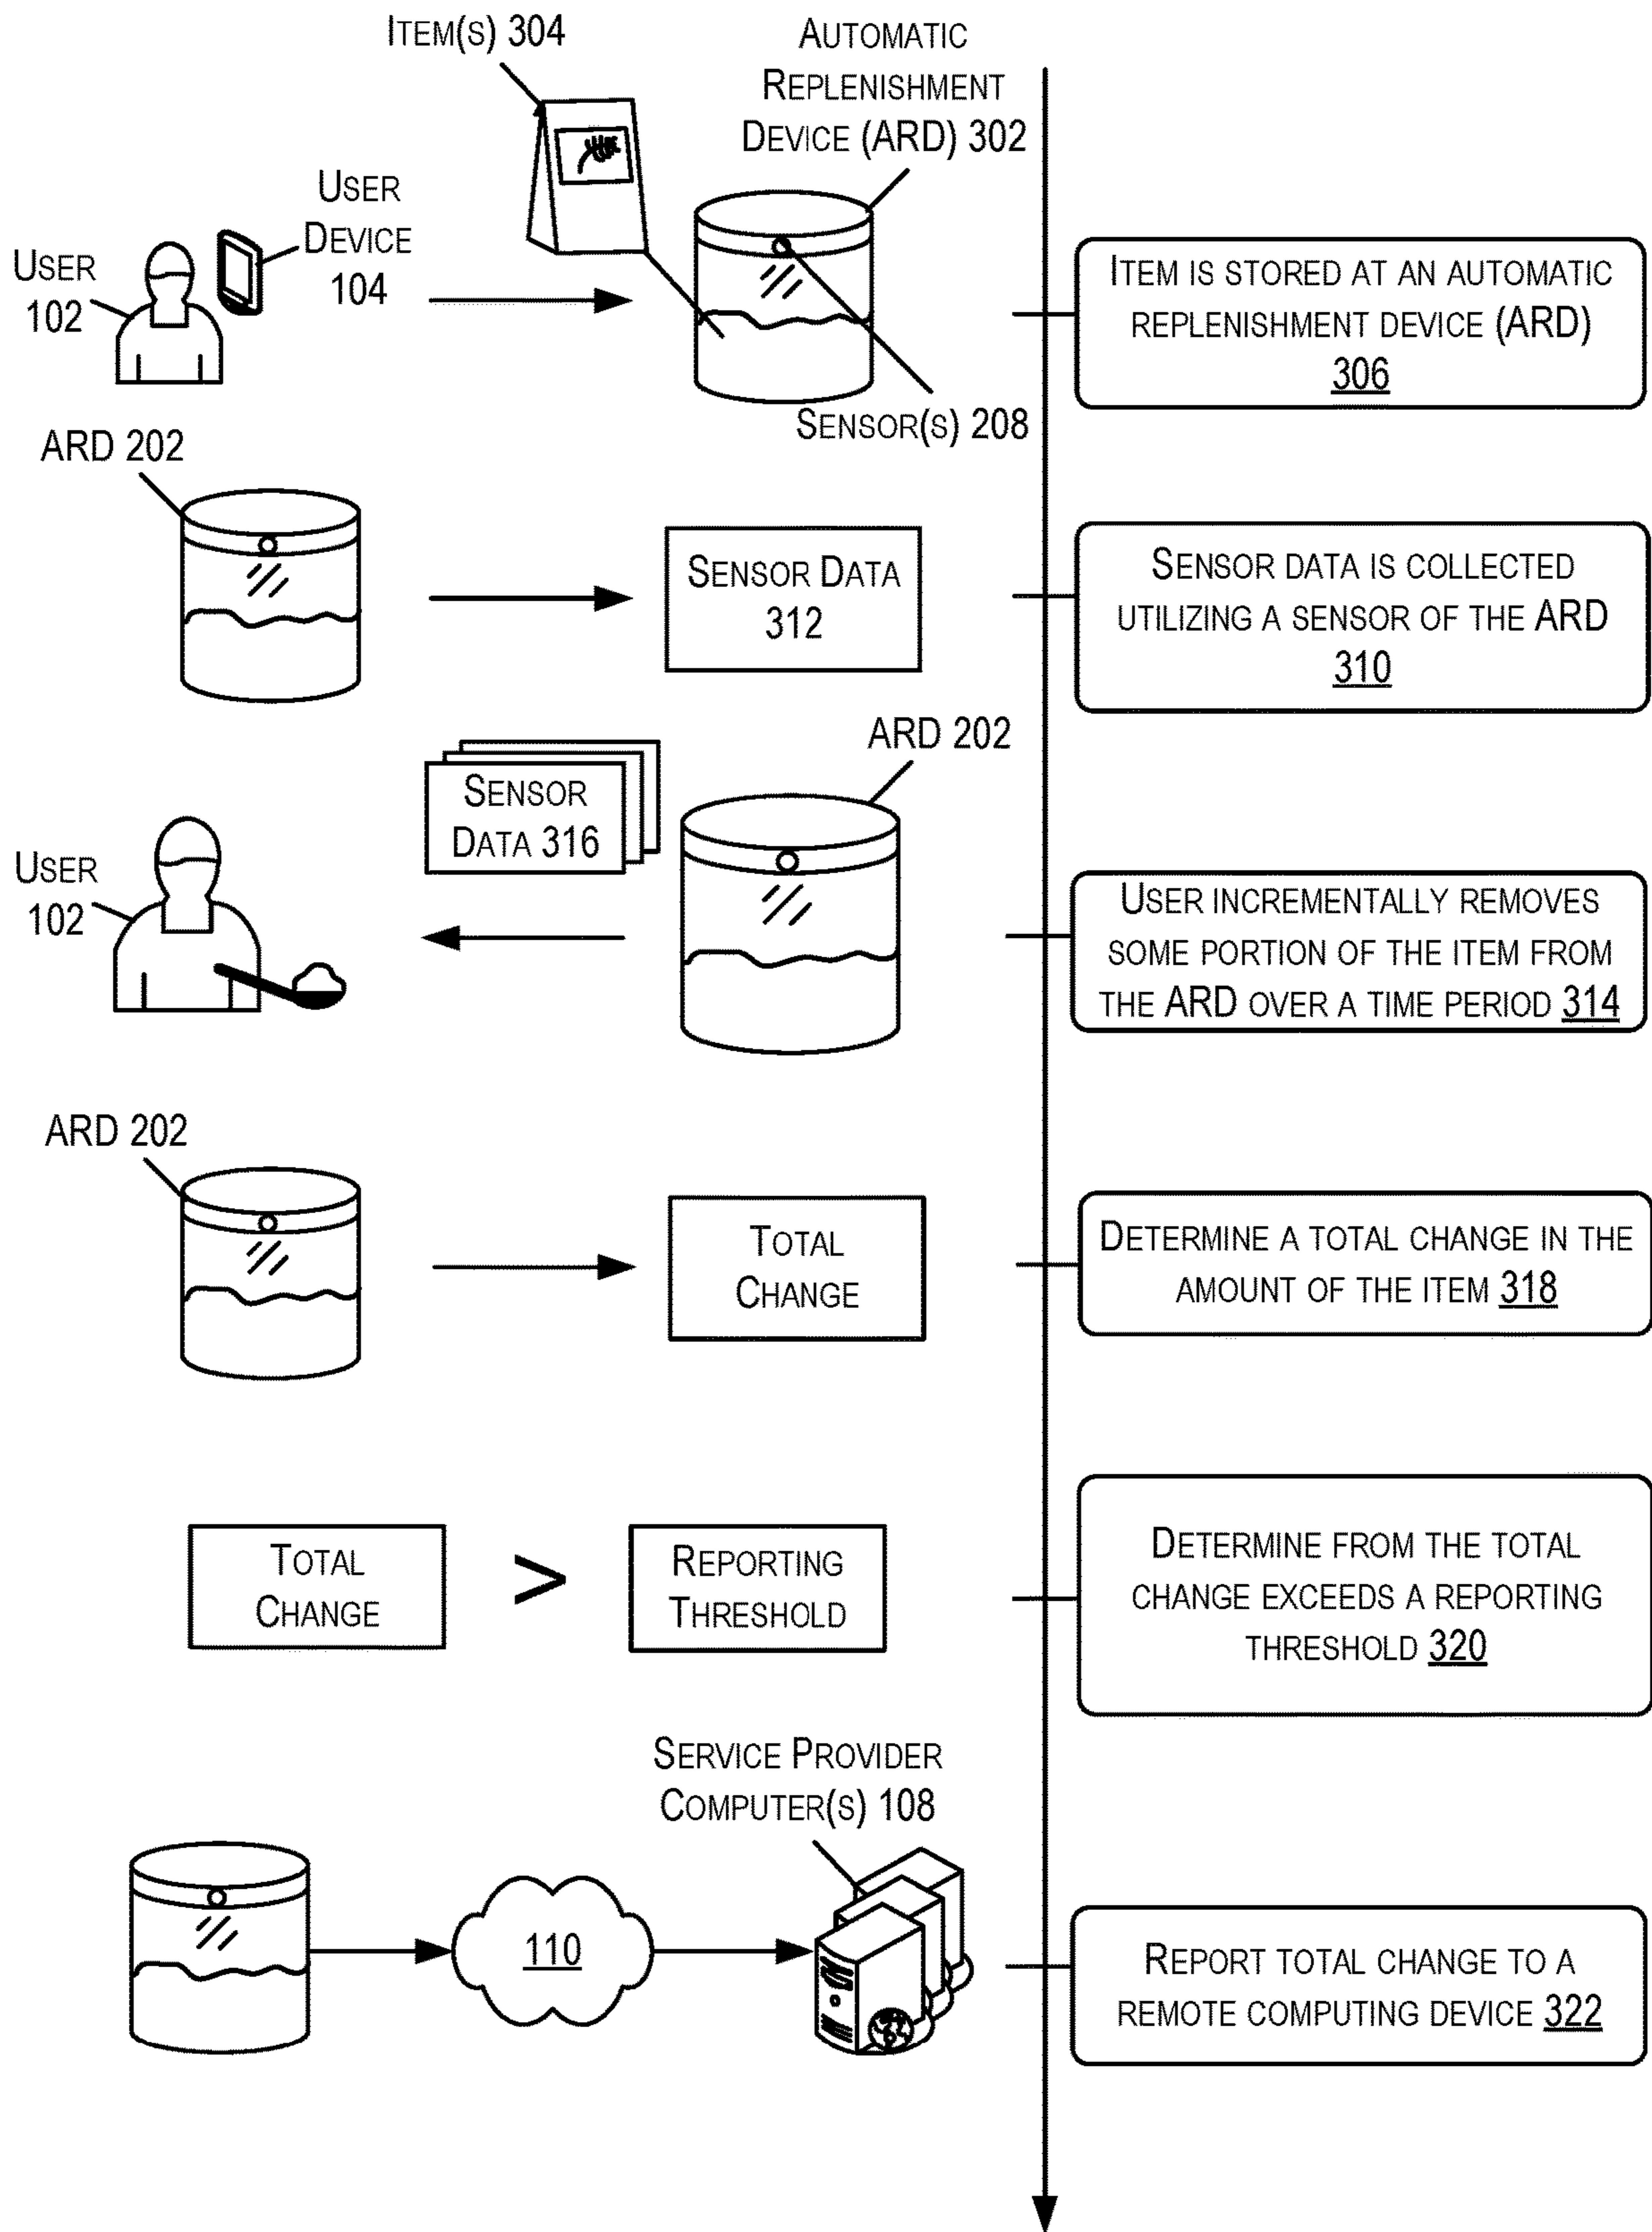 ITEM(S) 304
AUTOMATIC
REPLENISHMENT
DEVICE (ARD) 302
USER
DEVICE
104
USER
102
SENSOR(S) 208
ITEM IS STORED AT AN AUTOMATIC
REPLENISHMENT DEVICE (ARD)
306
ARD 202
SENSOR DATA
312
SENSOR DATA IS COLLECTED
UTILIZING A SENSOR OF THE ARD
310
SENSOR
DATA 316
ARD 202
USER
102
USER INCREMENTALLY REMOVES
SOME PORTION OF THE ITEM FROM
THE ARD OVER A TIME PERIOD 314
ARD 202
TOTAL
CHANGE
DETERMINE A TOTAL CHANGE IN THE
AMOUNT OF THE ITEM 318
TOTAL
CHANGE
>
REPORTING
THRESHOLD
DETERMINE FROM THE TOTAL
CHANGE EXCEEDS A REPORTING
THRESHOLD 320
SERVICE PROVIDER
COMPUTER(S) 108
110
REPORT TOTAL CHANGE TO A
REMOTE COMPUTING DEVICE 322